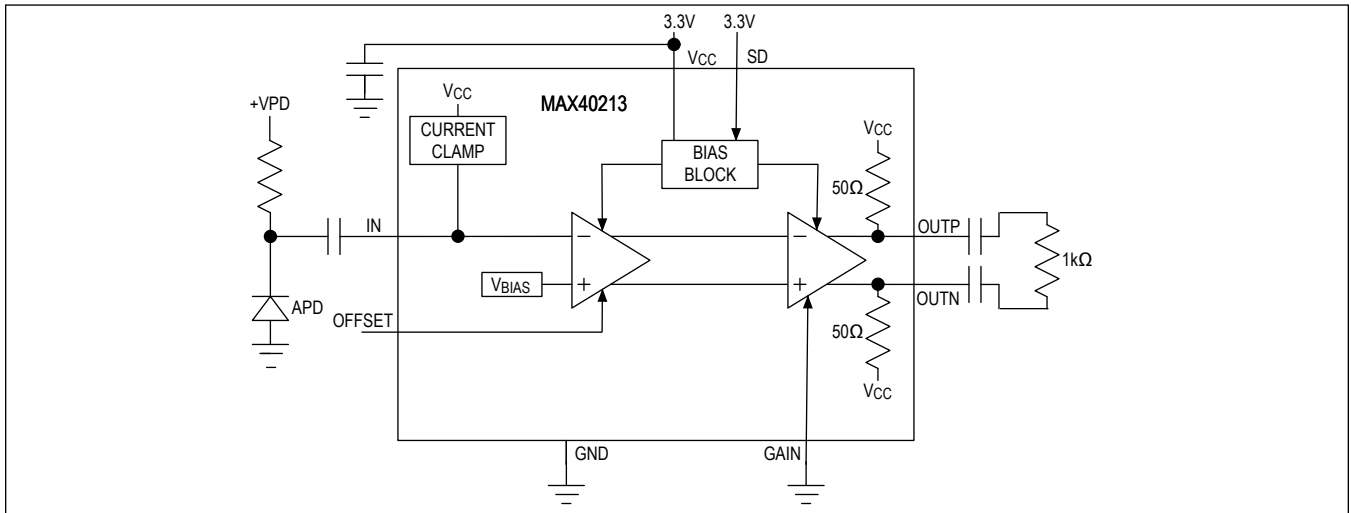 3.3V
3.3V
VCC
SD
MAX40213
+VPD
VCC
CURRENT
CLAMP
BIAS
BLOCK
VCC
50Ω
IN
OUTP
1kΩ
VBIAS
APD
OFFSET
OUTN
50Ω
VCC
GND
GAIN